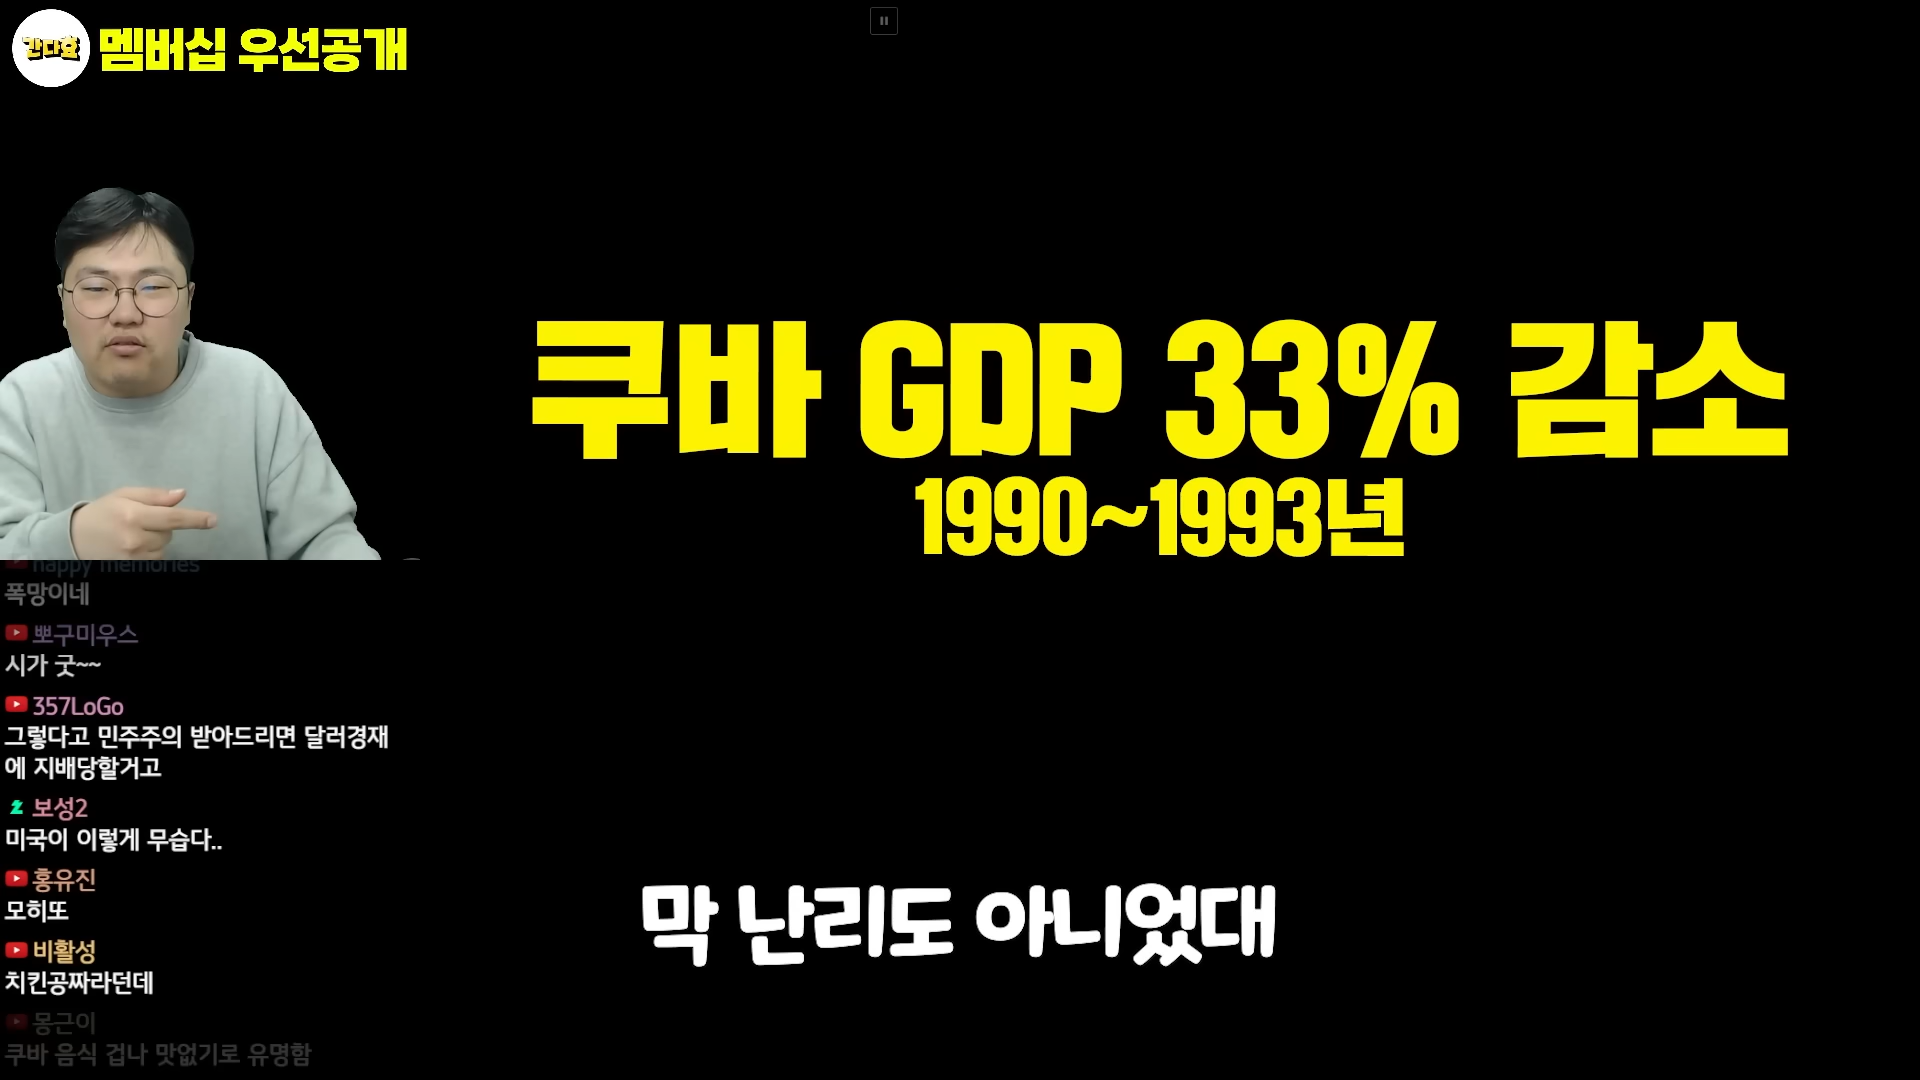 간다효
멤버십 우선공개
쿠바 GDP 33% 감소
1990~1993년
happy memories
폭망이네
뽀구미우스
시가 굿~~
357LoGo
그렇다고 민주주의 받아드리면 달러경재
에 지배당할거고
보성2
미국이 이렇게 무습다..
홍유진
모히또
비활성
치킨공짜라던데
몽근이
쿠바 음식 겁나 맛없기로 유명함
막 난리도 아니었대